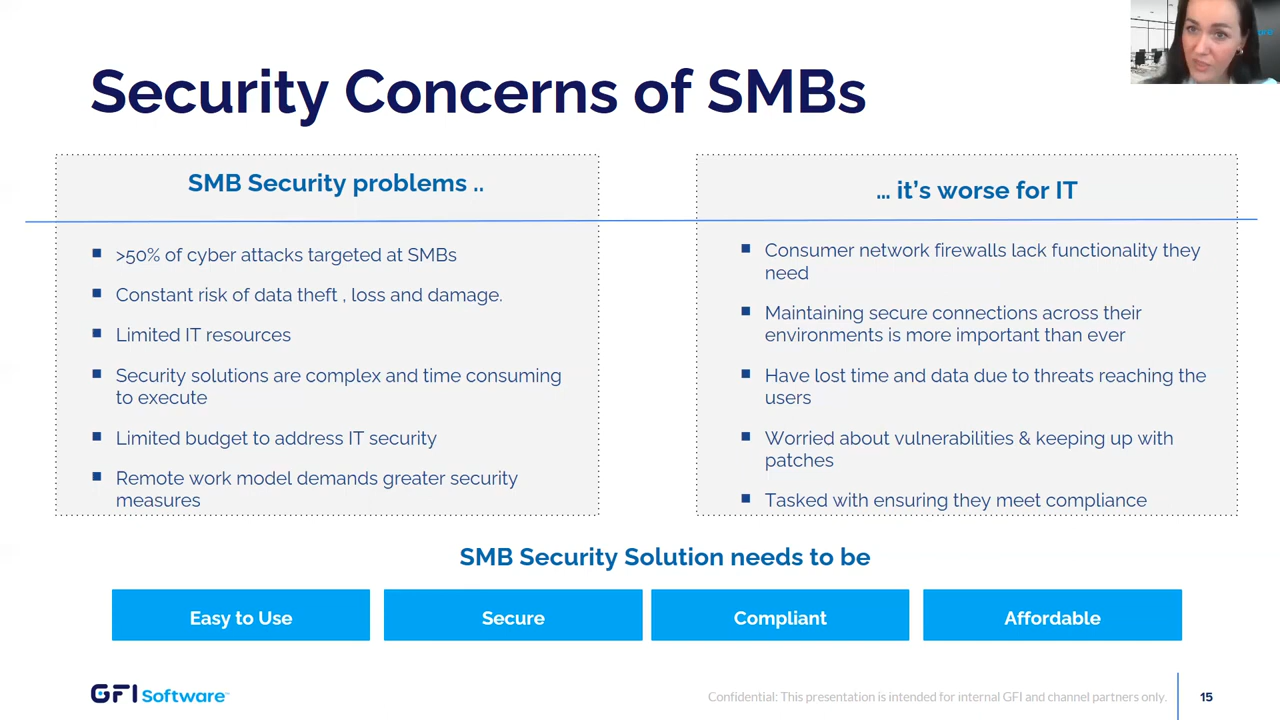 Security Concerns of SMBs
SMB Security problems ..
>50% of cyber attacks targeted at SMBs
Constant risk of data theft , loss and damage.
Limited IT resources
Security solutions are complex and time consuming
to execute
Limited budget to address IT security
Remote work model demands greater security
measures
... it's worse for IT
Consumer network firewalls lack functionality they
need
Maintaining secure connections across their
environments is more important than ever
Have lost time and data due to threats reaching the
users
Worried about vulnerabilities & keeping up with
patches
Tasked with ensuring they meet compliance
SMB Security Solution needs to be
Easy to Use
Secure
Compliant
Affordable
GFI Software™
Confidential: This presentation is intended for internal GFI and channel partners only.
15